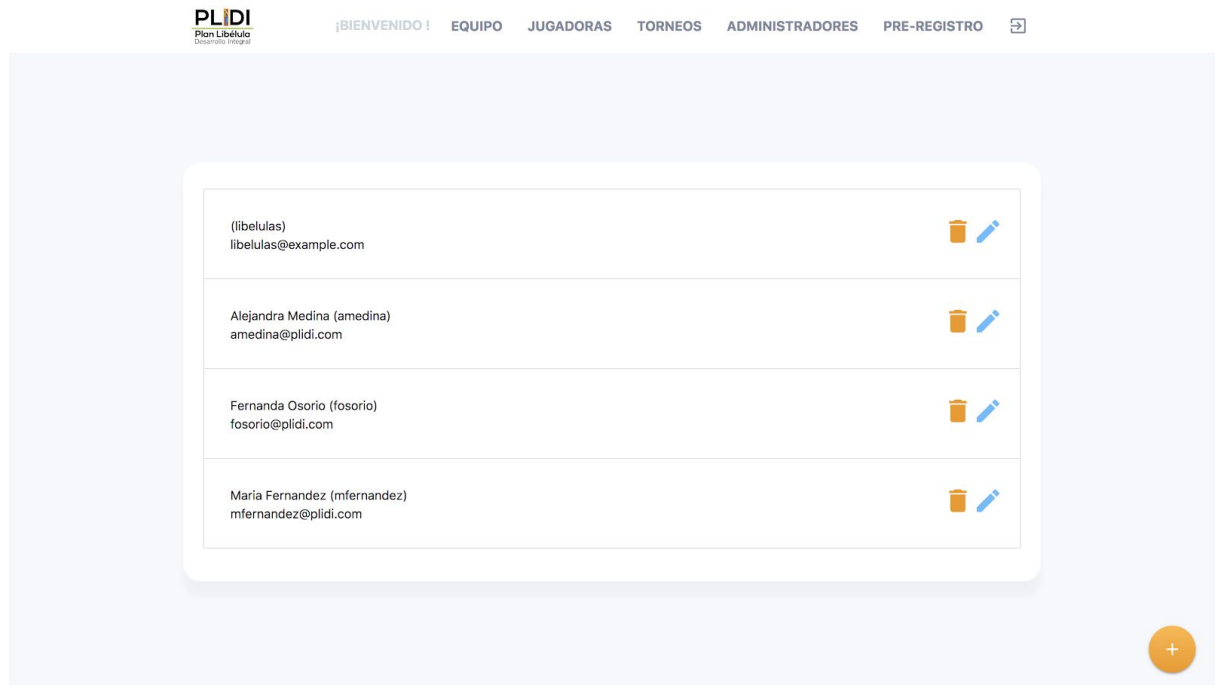 PLIDI
Plan Libélula
Desarrollo Integral
¡BIENVENIDO ! EQUIPO JUGADORAS TORNEOS ADMINISTRADORES PRE-REGISTRO
(libelulas)
libelulas@example.com
Alejandra Medina (amedina)
amedina@plidi.com
Fernanda Osorio (fosorio)
fosorio@plidi.com
Maria Fernandez (mfernandez)
mfernandez@plidi.com
+